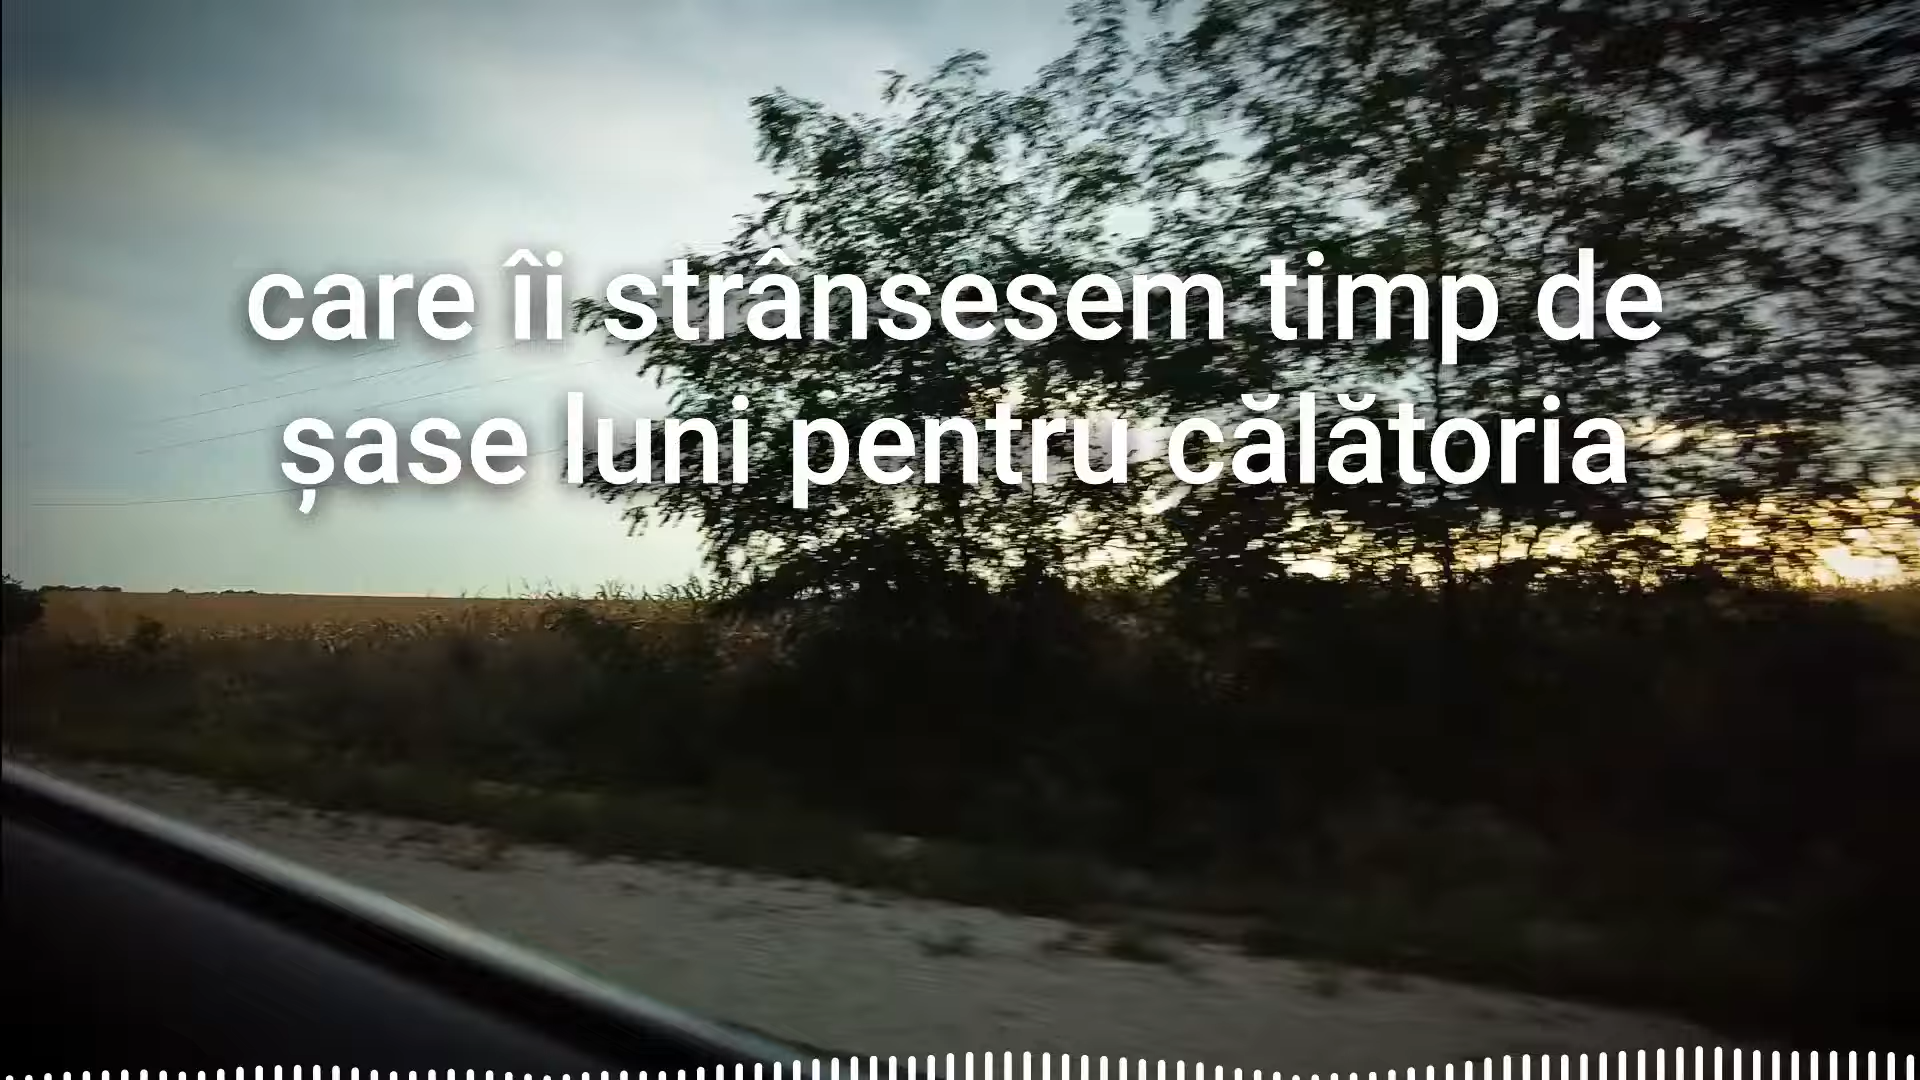 care îi strânsesem timp de
șase luni pentru călătoria